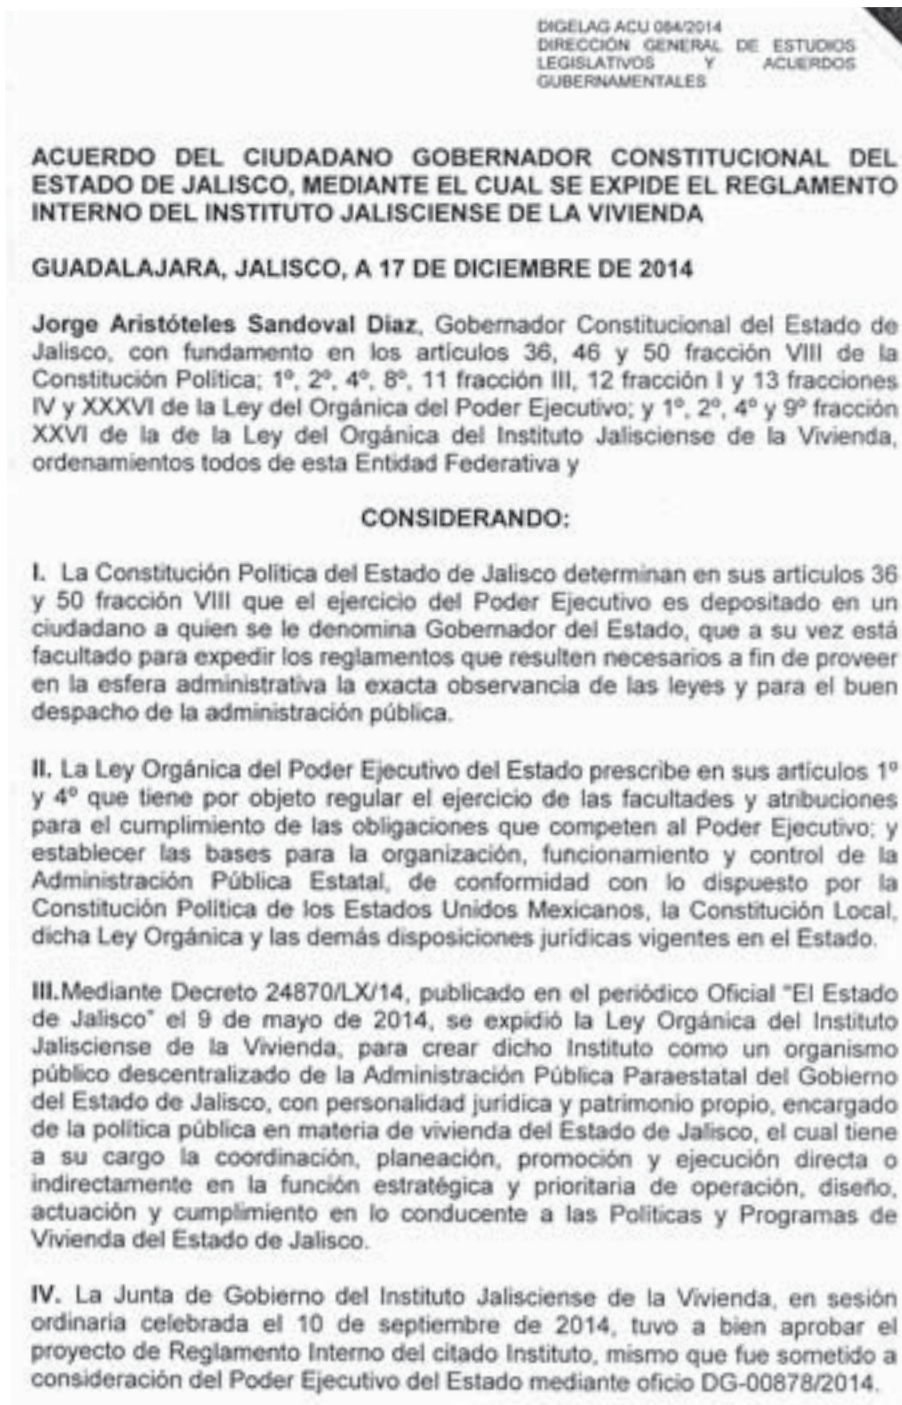 DIGELAG ACU 084/2014
DIRECCIÓN GENERAL DE ESTUDIOS
LEGISLATIVOS Y ACUERDOS
GUBERNAMENTALES
ACUERDO DEL CIUDADANO GOBERNADOR CONSTITUCIONAL DEL
ESTADO DE JALISCO, MEDIANTE EL CUAL SE EXPIDE EL REGLAMENTO
INTERNO DEL INSTITUTO JALISCIENSE DE LA VIVIENDA
GUADALAJARA, JALISCO, A 17 DE DICIEMBRE DE 2014
Jorge Aristóteles Sandoval Díaz, Gobernador Constitucional del Estado de
Jalisco, con fundamento en los artículos 36, 46 y 50 fracción VIII de la
Constitución Política; 1º, 2º, 4º, 8º, 11 fracción III, 12 fracción I y 13 fracciones
IV y XXXVI de la Ley del Orgánica del Poder Ejecutivo; y 1º, 2º, 4º y 9º fracción
XXVI de la de la Ley del Orgánica del Instituto Jalisciense de la Vivienda,
ordenamientos todos de esta Entidad Federativa y
CONSIDERANDO:
I. La Constitución Política del Estado de Jalisco determinan en sus artículos 36
y 50 fracción VIII que el ejercicio del Poder Ejecutivo es depositado en un
ciudadano a quien se le denomina Gobernador del Estado, que a su vez está
facultado para expedir los reglamentos que resulten necesarios a fin de proveer
en la esfera administrativa la exacta observancia de las leyes y para el buen
despacho de la administración pública.
II. La Ley Orgánica del Poder Ejecutivo del Estado prescribe en sus artículos 1º
y 4º que tiene por objeto regular el ejercicio de las facultades y atribuciones
para el cumplimiento de las obligaciones que competen al Poder Ejecutivo; y
establecer las bases para la organización, funcionamiento y control de la
Administración Pública Estatal, de conformidad con lo dispuesto por la
Constitución Política de los Estados Unidos Mexicanos, la Constitución Local,
dicha Ley Orgánica y las demás disposiciones jurídicas vigentes en el Estado.
III.Mediante Decreto 24870/LX/14, publicado en el periódico Oficial "El Estado
de Jalisco" el 9 de mayo de 2014, se expidió la Ley Orgánica del Instituto
Jalisciense de la Vivienda, para crear dicho Instituto como un organismo
público descentralizado de la Administración Pública Paraestatal del Gobierno
del Estado de Jalisco, con personalidad jurídica y patrimonio propio, encargado
de la política pública en materia de vivienda del Estado de Jalisco, el cual tiene
a su cargo la coordinación, planeación, promoción y ejecución directa o
indirectamente en la función estratégica y prioritaria de operación, diseño,
actuación y cumplimiento en lo conducente a las Políticas y Programas de
Vivienda del Estado de Jalisco.
IV. La Junta de Gobierno del Instituto Jalisciense de la Vivienda, en sesión
ordinaria celebrada el 10 de septiembre de 2014, tuvo a bien aprobar el
proyecto de Reglamento Interno del citado Instituto, mismo que fue sometido a
consideración del Poder Ejecutivo del Estado mediante oficio DG-00878/2014.